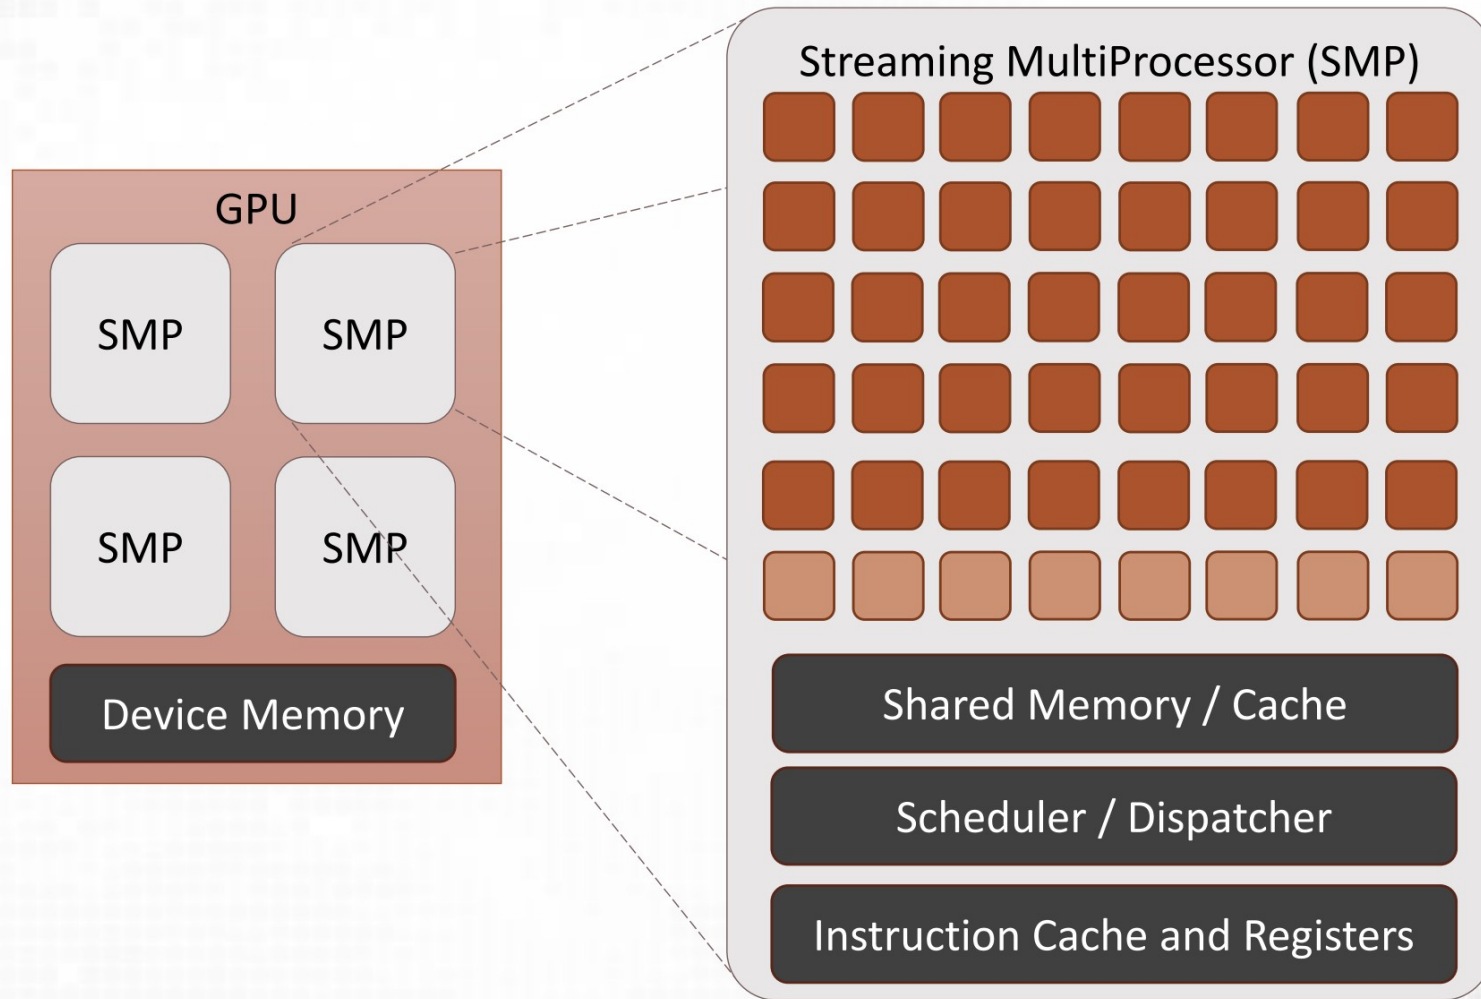 GPU
SMP
SMP
SMP
SMP
Device Memory
Streaming MultiProcessor (SMP)
Shared Memory / Cache
Scheduler / Dispatcher
Instruction Cache and Registers